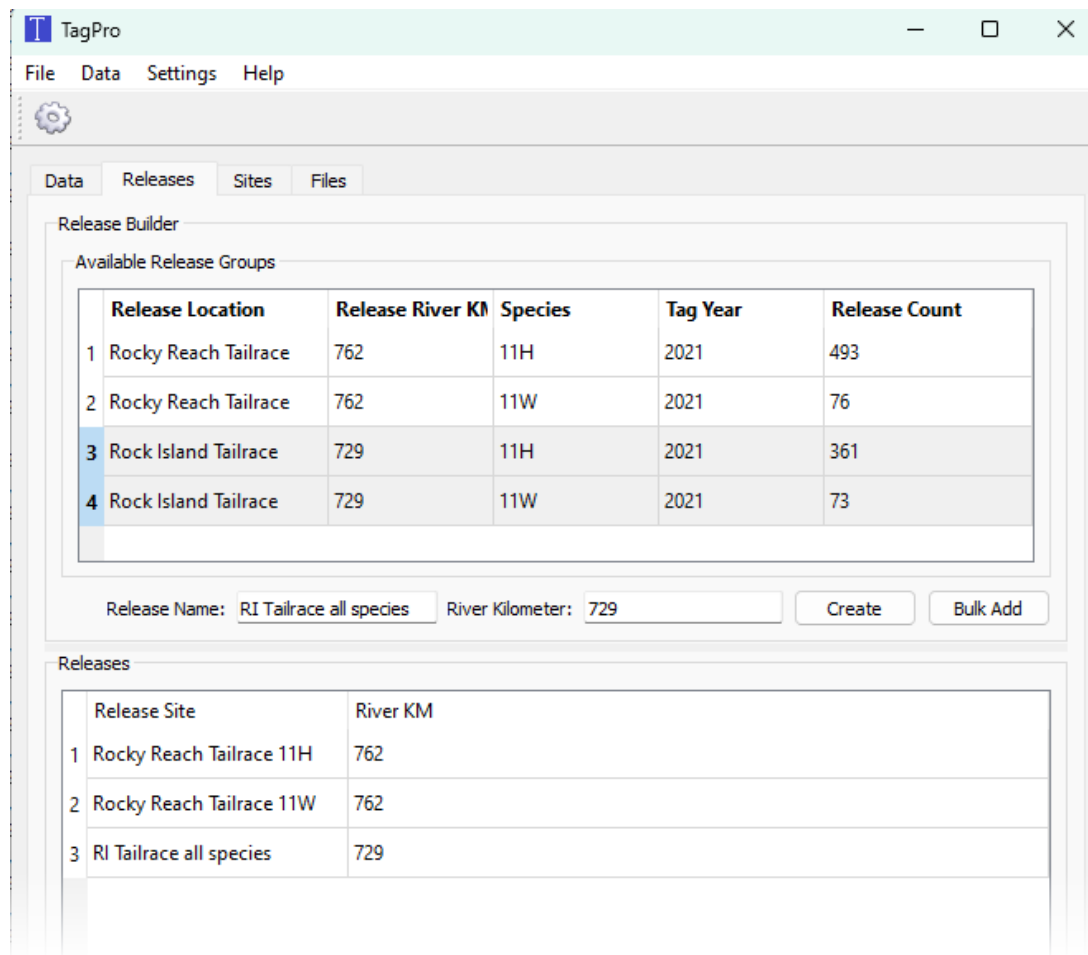 T TagPro
File Data Settings Help
Data Releases Sites Files
Release Builder
Available Release Groups
Release Location Release River KM Species Tag Year Release Count
1 Rocky Reach Tailrace 762 11H 2021 493
2 Rocky Reach Tailrace 762 11W 2021 76
3 Rock Island Tailrace 729 11H 2021 361
4 Rock Island Tailrace 729 11W 2021 73
Release Name: RI Tailrace all species River Kilometer: 729 Create Bulk Add
Releases
Release Site River KM
1 Rocky Reach Tailrace 11H 762
2 Rocky Reach Tailrace 11W 762
3 RI Tailrace all species 729